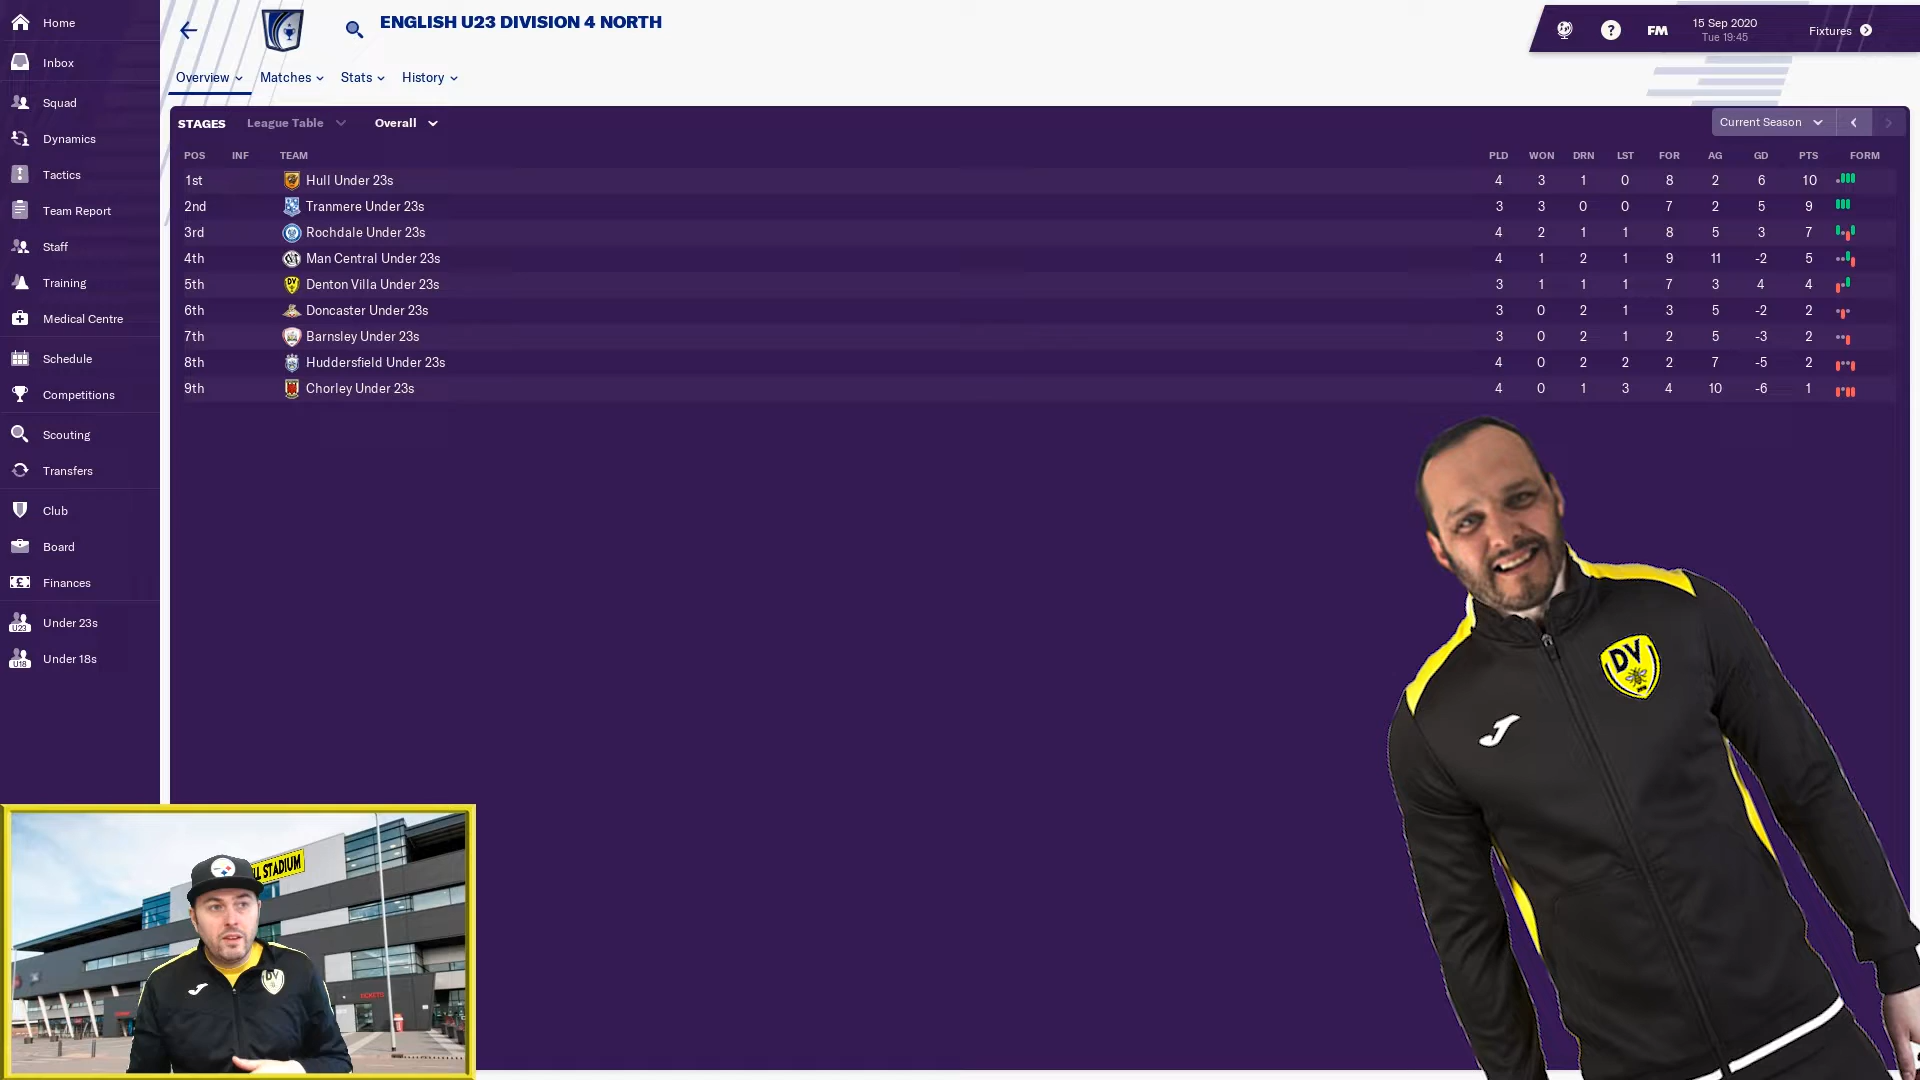 Home
Inbox
Squad
Dynamics
Tactics
Team Report
Staff
Training
Medical Centre
Schedule
Competitions
Scouting
Transfers
Club
Board
Finances
U23 Under 23s
U18 Under 18s
ENGLISH U23 DIVISION 4 NORTH
? FM 15 Sep 2020 Fixtures
Tue 19:45
Overview Matches Stats History
STAGES League Table Overall Current Season
POS INF TEAM PLD WON DRN LST FOR AG GD PTS FORM
1st Hull Under 23s 4 3 1 0 8 2 6 10
2nd Tranmere Under 23s 3 3 0 0 7 2 5 9
3rd Rochdale Under 23s 4 2 1 1 8 5 3 7
4th Man Central Under 23s 4 1 2 1 9 11 -2 5
5th Denton Villa Under 23s 3 1 1 1 7 3 4 4
6th Doncaster Under 23s 3 0 2 1 3 5 -2 2
7th Barnsley Under 23s 3 0 2 1 2 5 -3 2
8th Huddersfield Under 23s 4 0 2 2 2 7 -5 2
9th Chorley Under 23s 4 0 1 3 4 10 -6 1
DV
STADIUM
DV
TICKETS